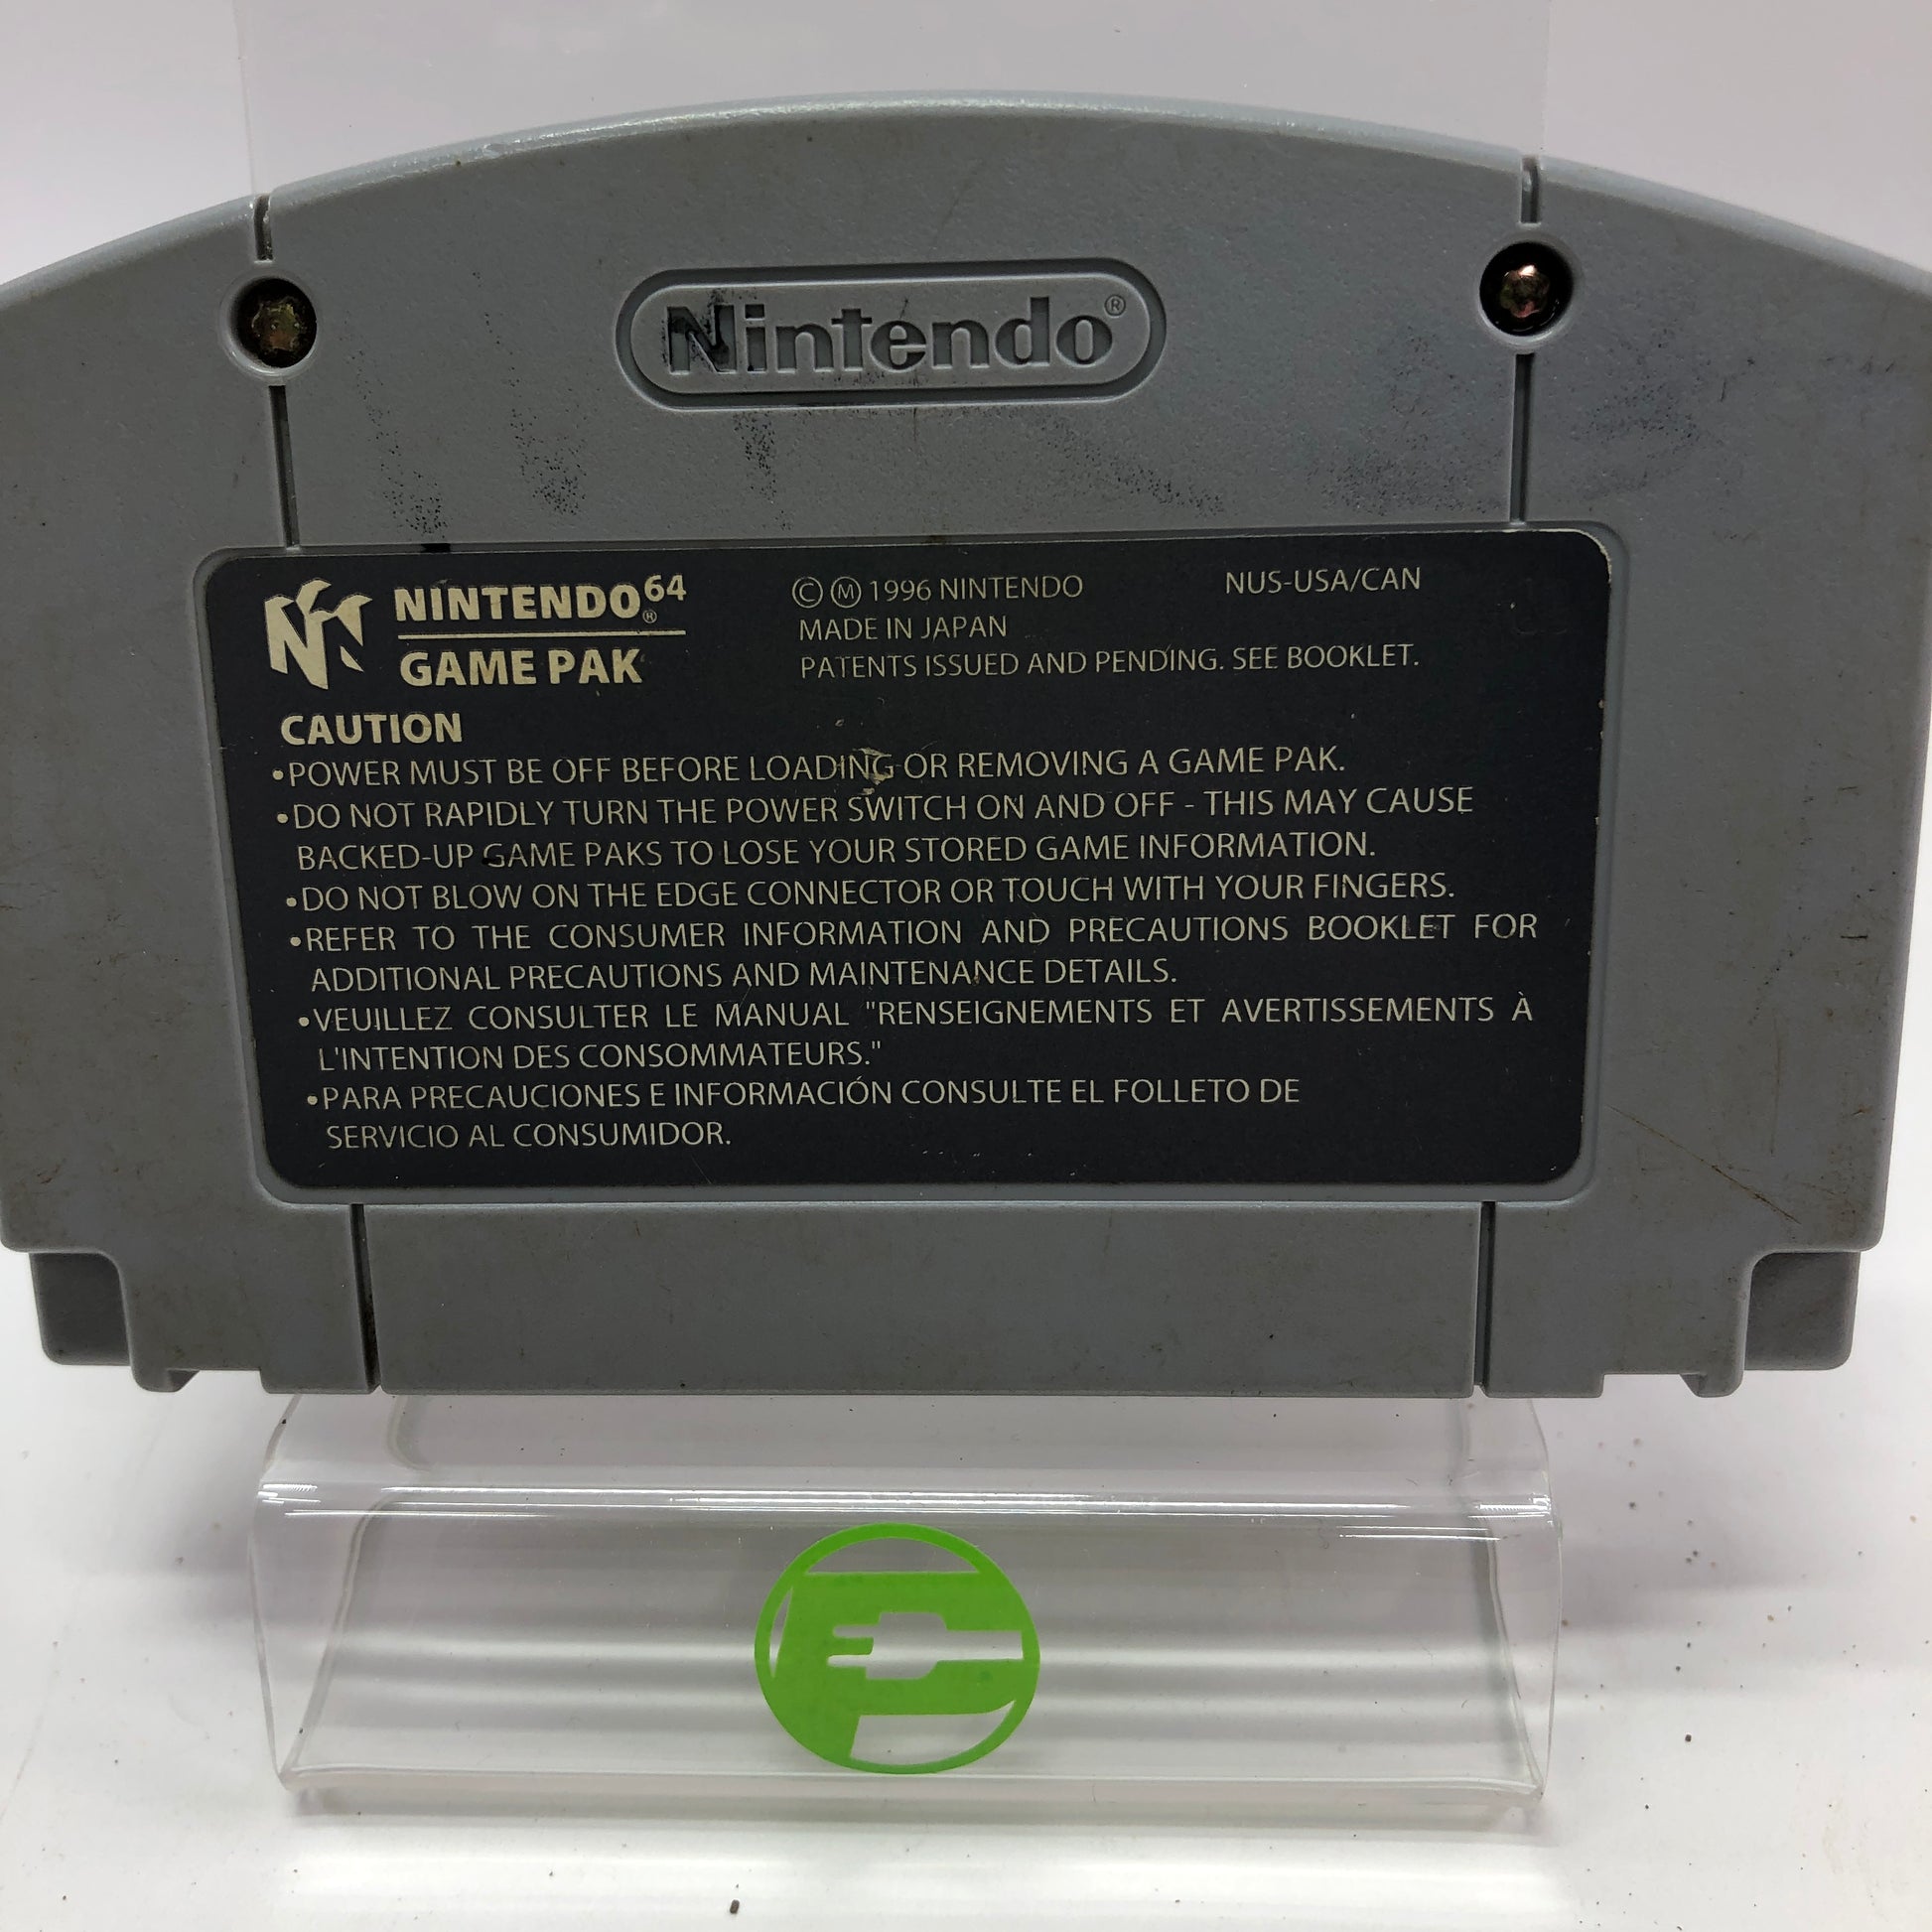 Nintendo®
NINTENDO64®
GAME PAK
©Ⓜ1996 NINTENDO
NUS-USA/CAN
MADE IN JAPAN
PATENTS ISSUED AND PENDING. SEE BOOKLET.
CAUTION
•POWER MUST BE OFF BEFORE LOADING OR REMOVING A GAME PAK.
•DO NOT RAPIDLY TURN THE POWER SWITCH ON AND OFF - THIS MAY CAUSE
BACKED-UP GAME PAKS TO LOSE YOUR STORED GAME INFORMATION.
•DO NOT BLOW ON THE EDGE CONNECTOR OR TOUCH WITH YOUR FINGERS.
•REFER TO THE CONSUMER INFORMATION AND PRECAUTIONS BOOKLET FOR
ADDITIONAL PRECAUTIONS AND MAINTENANCE DETAILS.
•VEUILLEZ CONSULTER LE MANUAL "RENSEIGNEMENTS ET AVERTISSEMENTS À
L'INTENTION DES CONSOMMATEURS."
•PARA PRECAUCIONES E INFORMACIÓN CONSULTE EL FOLLETO DE
SERVICIO AL CONSUMIDOR.